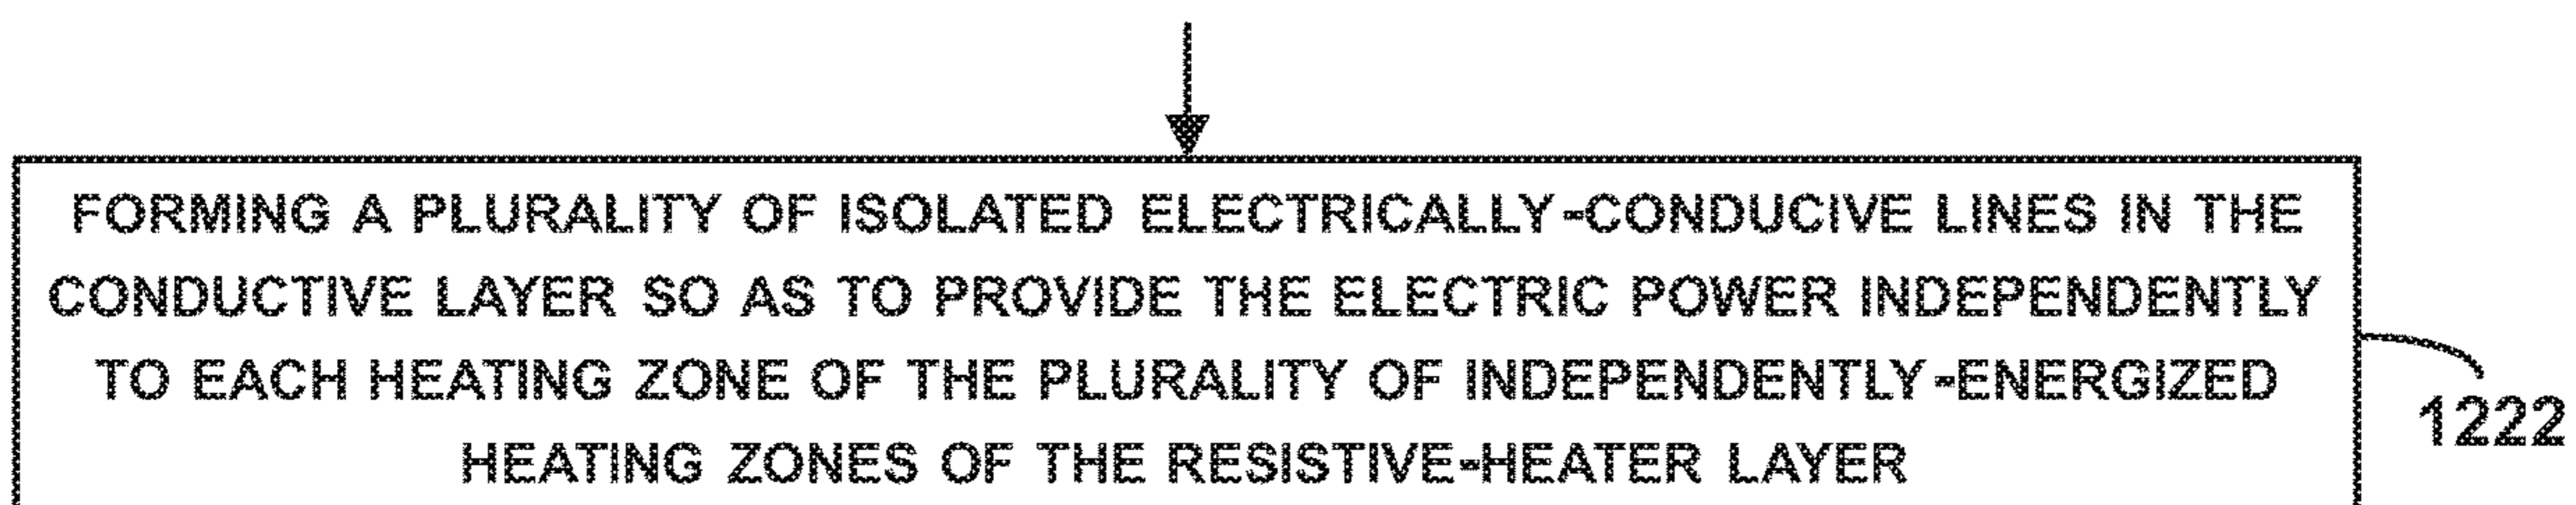 FORMING A PLURALITY OF ISOLATED ELECTRICALLY-CONDUCIVE LINES IN THE
CONDUCTIVE LAYER SO AS TO PROVIDE THE ELECTRIC POWER INDEPENDENTLY
TO EACH HEATING ZONE OF THE PLURALITY OF INDEPENDENTLY-ENERGIZED
HEATING ZONES OF THE RESISTIVE-HEATER LAYER
1222